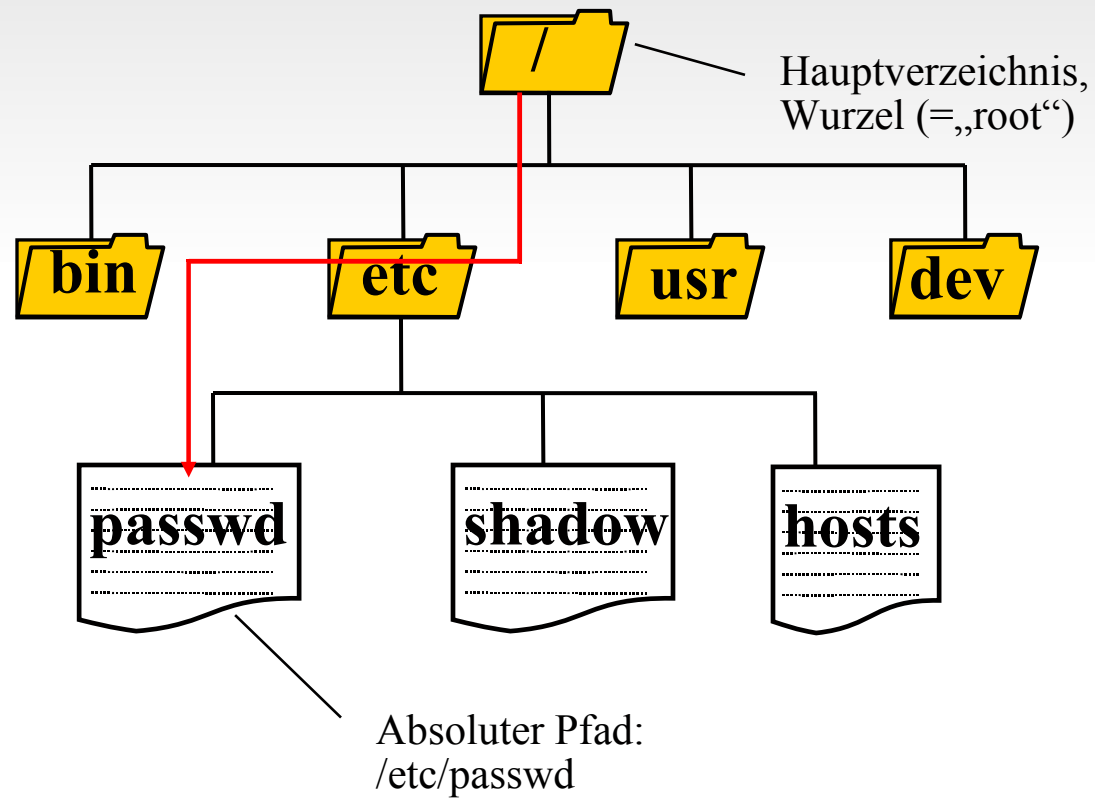 /
Hauptverzeichnis,
Wurzel (=„root“)
bin
etc
usr
dev
passwd
shadow
hosts
Absoluter Pfad:
/etc/passwd